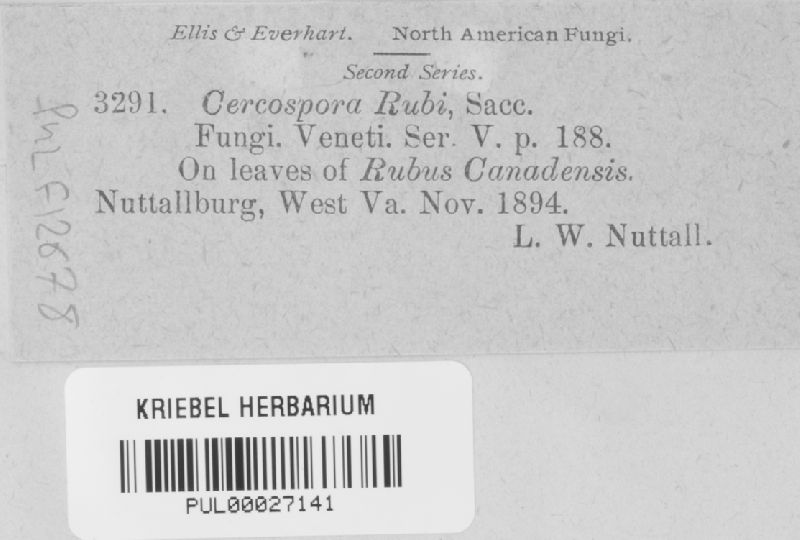 Ellis & Everhart. North American Fungi.
Second Series.
3291. Cercospora Rubi, Sacc.
Fungi. Veneti. Ser. V. p. 188.
On leaves of Rubus Canadensis.
Nuttallburg, West Va. Nov. 1894.
L. W. Nuttall.
PUL F12678
KRIEBEL HERBARIUM
PUL00027141